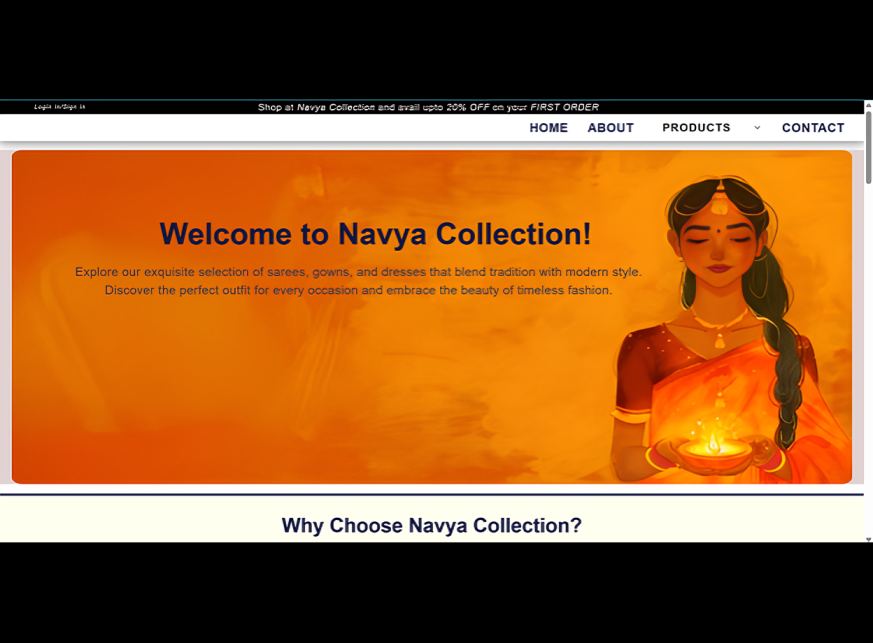 Login in/Sign in
Shop at Navya Collection and avail upto 20% OFF on your FIRST ORDER
HOME ABOUT PRODUCTS CONTACT
Welcome to Navya Collection!
Explore our exquisite selection of sarees, gowns, and dresses that blend tradition with modern style.
Discover the perfect outfit for every occasion and embrace the beauty of timeless fashion.
Why Choose Navya Collection?